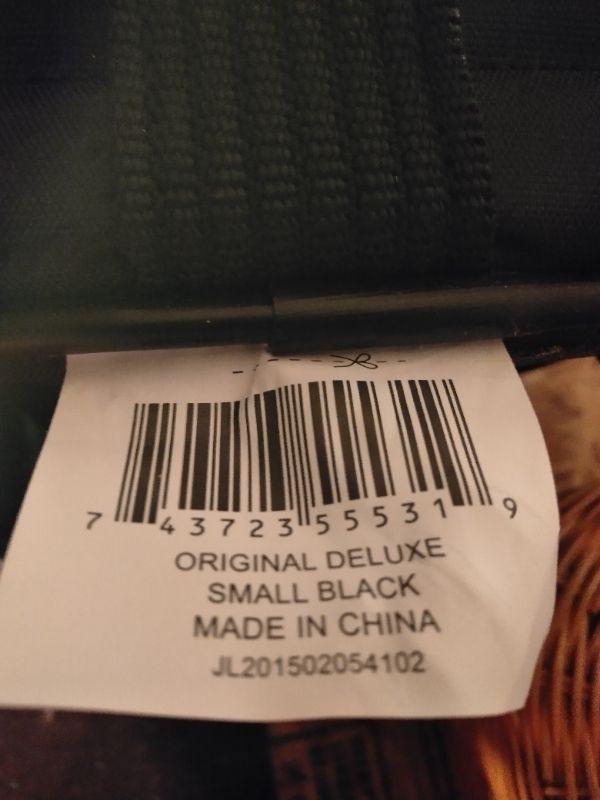 7 43723 55531 9
ORIGINAL DELUXE
SMALL BLACK
MADE IN CHINA
JL201502054102